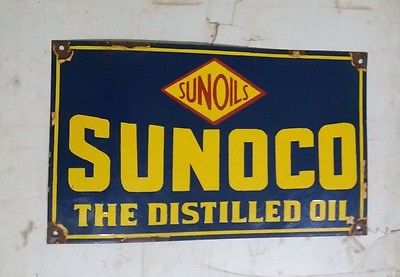 SUNOILS
SUNOCO
THE DISTILLED OIL